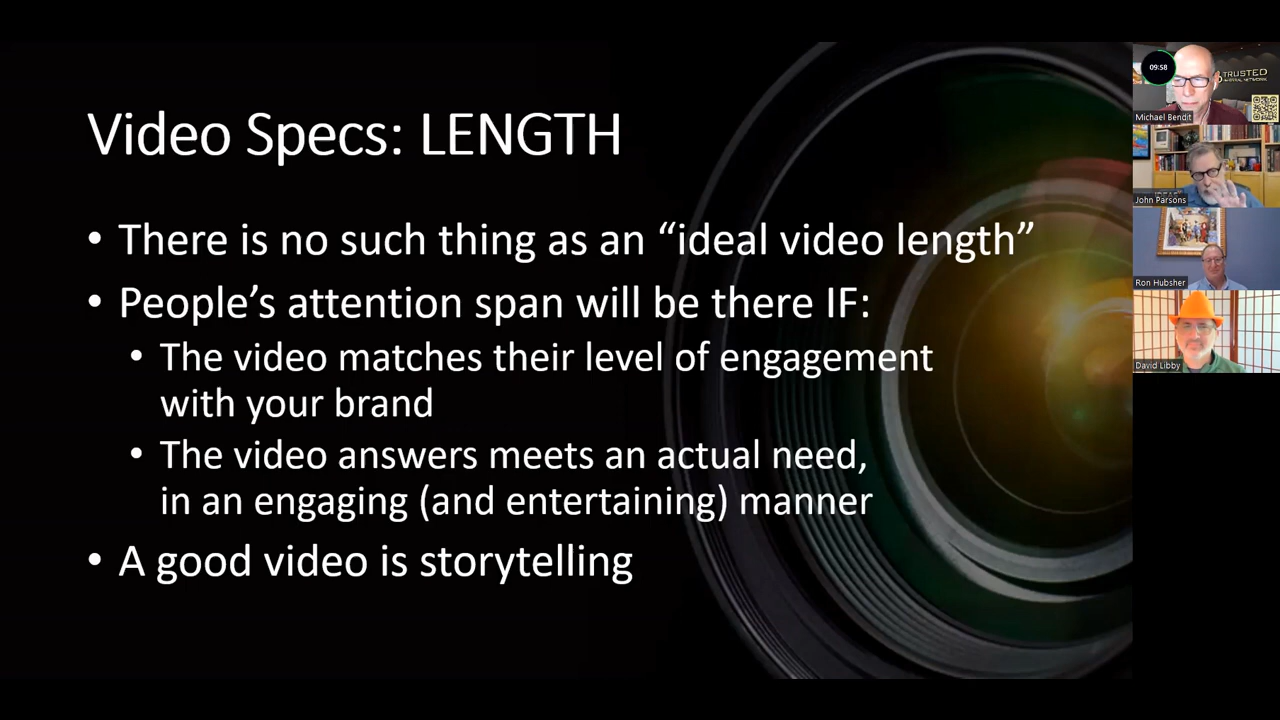 Video Specs: LENGTH
• There is no such thing as an “ideal video length”
• People’s attention span will be there IF:
• The video matches their level of engagement
with your brand
• The video answers meets an actual need,
in an engaging (and entertaining) manner
• A good video is storytelling
09:58
TRUSTED
Michael Bendit
John Parsons
Ron Hubsher
David Libby